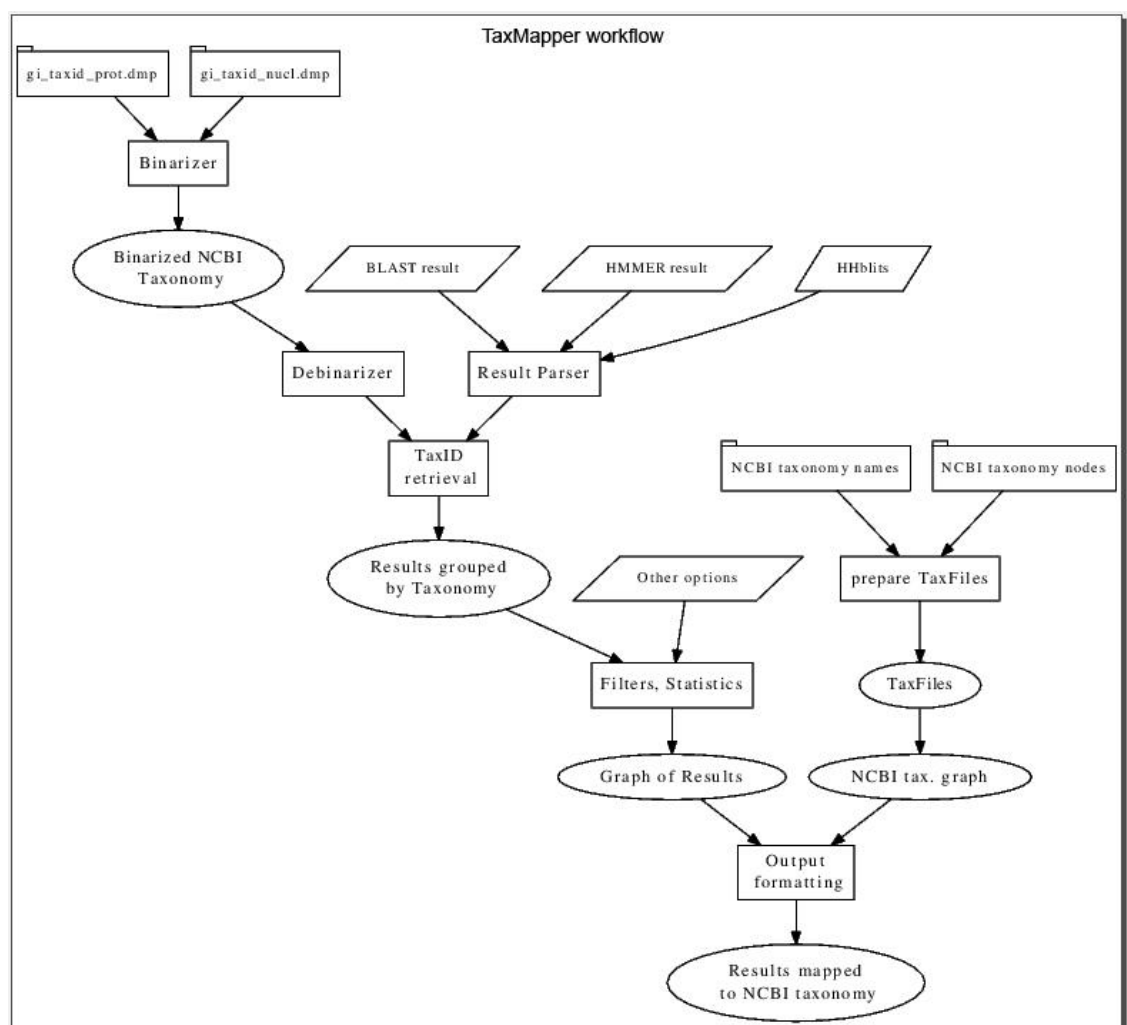 TaxMapper workflow
gi_taxid_prot.dmp
gi_taxid_nucl.dmp
Binarizer
Binarized NCBI
Taxonomy
BLAST result
HMMER result
HHblits
Debinarizer
Result Parser
TaxID
retrieval
NCBI taxonomy names
NCBI taxonomy nodes
Results grouped
by Taxonomy
Other options
prepare TaxFiles
Filters, Statistics
TaxFiles
Graph of Results
NCBI tax. graph
Output
formatting
Results mapped
to NCBI taxonomy